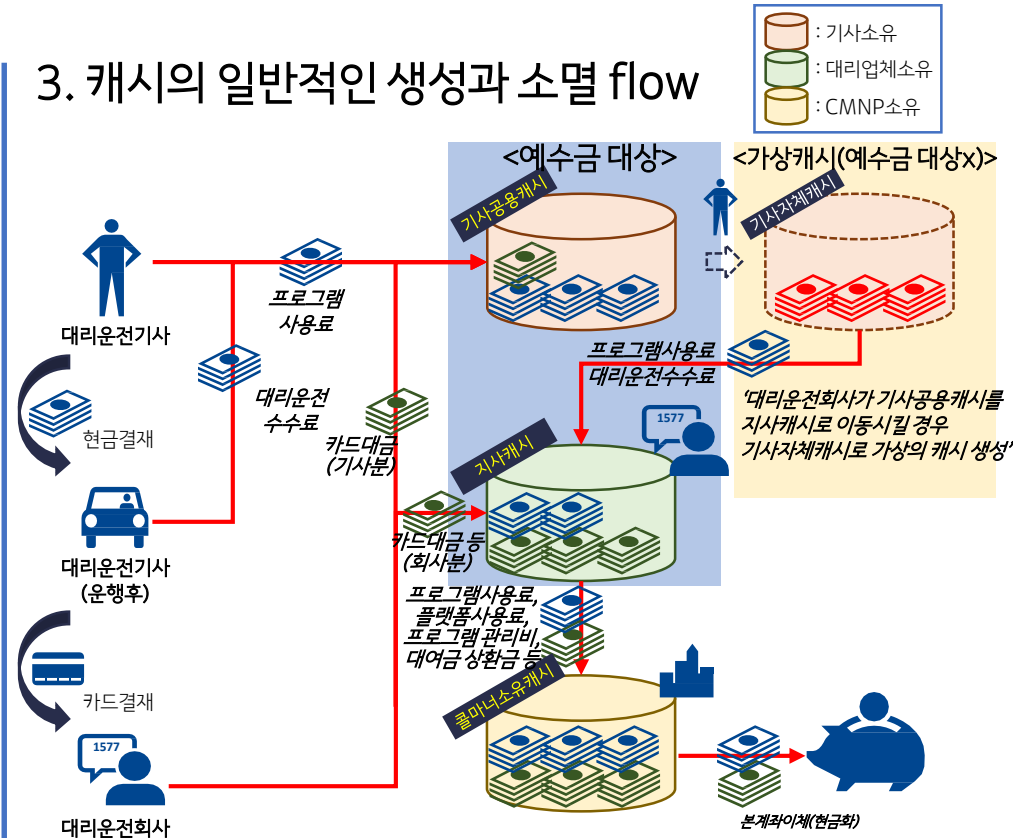 : 기사소유
: 대리업체소유
: CMNP소유
3. 캐시의 일반적인 생성과 소멸 flow
<예수금 대상>
<가상캐시(예수금 대상x)>
기사공용캐시
기사자체캐시
대리운전기사
프로그램
사용료
대리운전
수수료
현금결재
카드대금
(기사분)
프로그램사용료
대리운전수수료
'대리운전회사가 기사공용캐시를
지사캐시로 이동시킬 경우
기사자체캐시로 가상의 캐시 생성"
1577
지사캐시
카드대금 등
(회사분)
대리운전기사
(운행후)
프로그램사용료,
플랫폼사용료,
프로그램 관리비,
대여금 상환금 등
카드결재
콜마너소유캐시
1577
대리운전회사
본계좌이체(현금화)